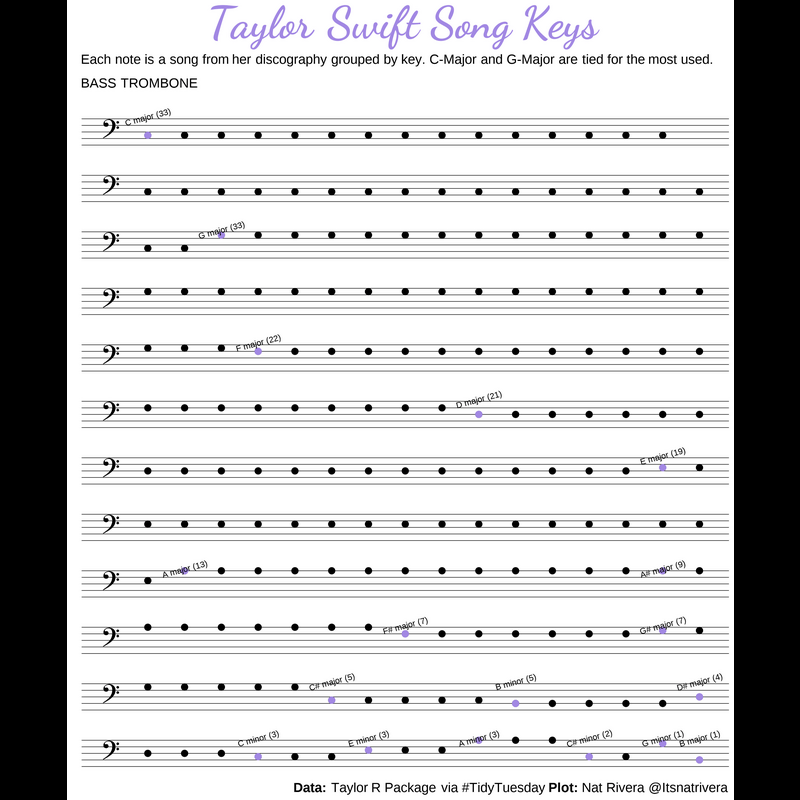 Taylor Swift Song Keys
Each note is a song from her discography grouped by key. C-Major and G-Major are tied for the most used.
BASS TROMBONE
C major (33)
G major (33)
F major (22)
D major (21)
E major (19)
A major (13) A# major (9)
F# major (7) G# major (7)
C# major (5) B minor (5) D# major (4)
C minor (3) E minor (3) A minor (3) C# minor (2) G minor (1) B major (1)
Data: Taylor R Package via #TidyTuesday Plot: Nat Rivera @Itsnatrivera